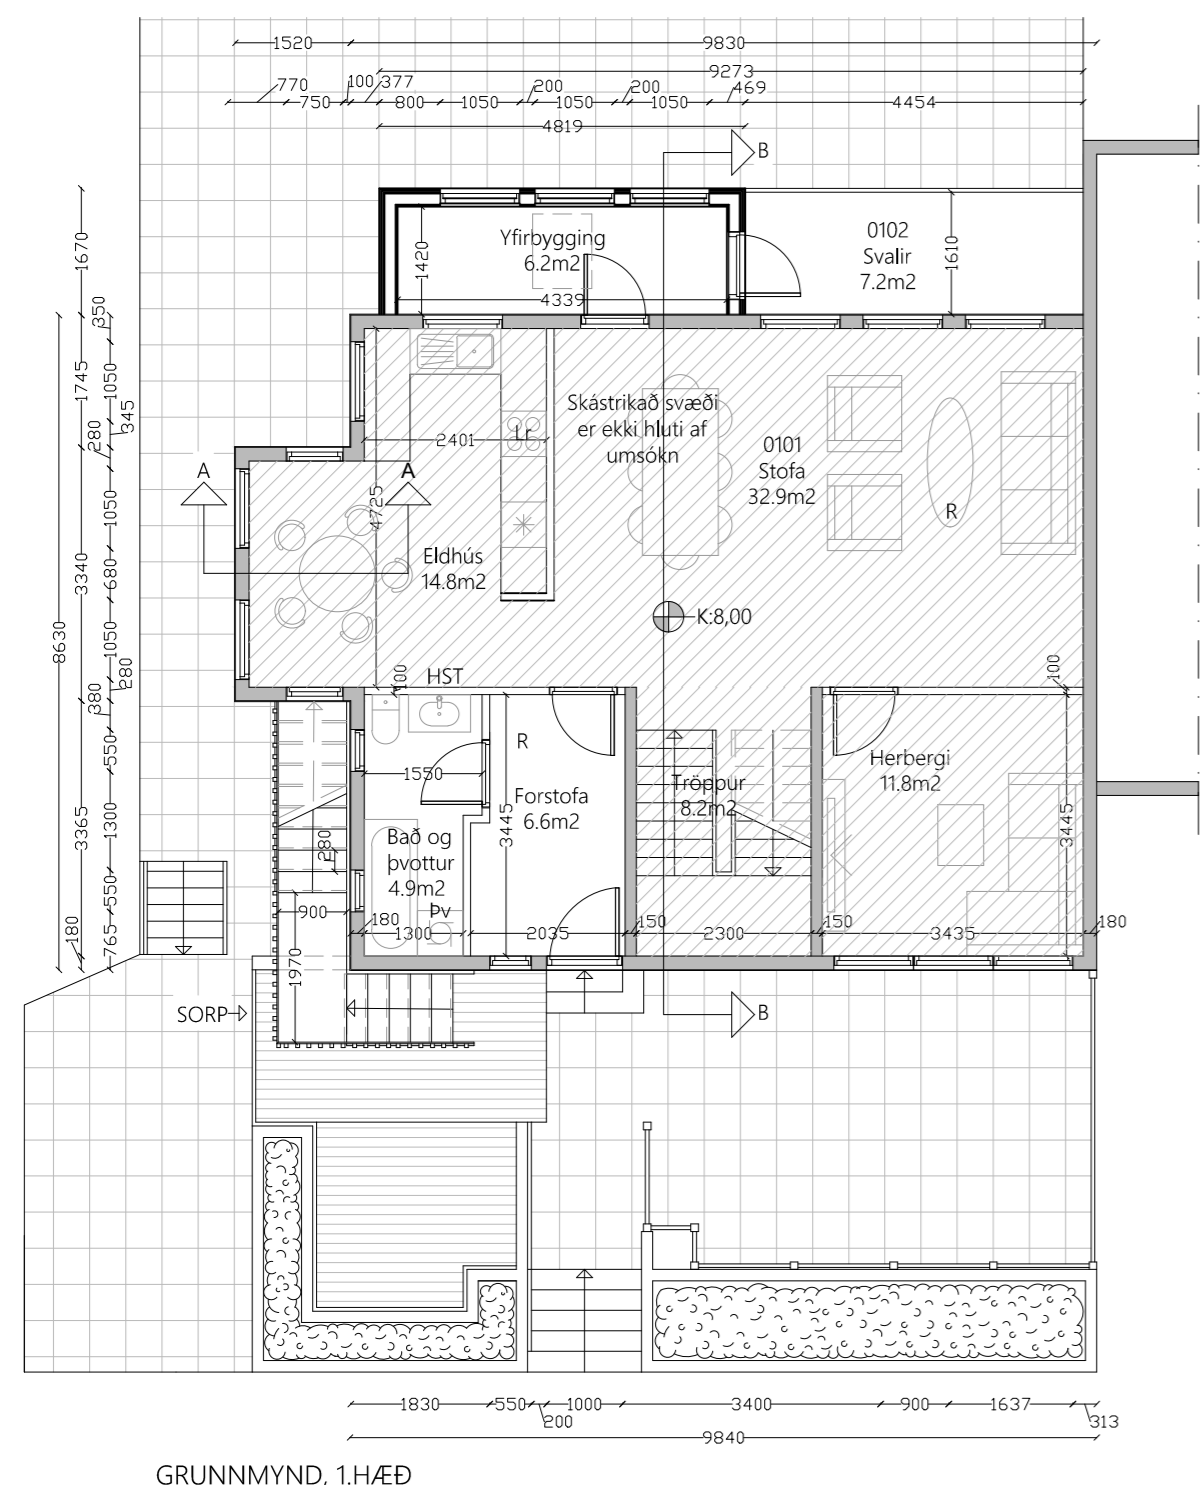 1520
9830
9273
770
750
100
377
800
1050
200
1050
200
1050
469
4454
4819
B
1670
1420
Yfirbygging
6.2m2
4339
0102
Svalir
7.2m2
1610
350
8630
1745
1050
345
280
2401
Lr
Skástrikað svæði
er ekki hluti af
umsókn
0101
Stofa
32.9m2
R
A
A
4725
1050
3340
680
Eldhús
14.8m2
K:8,00
1050
280
380
HST
100
100
550
R
1550
Forstofa
6.6m2
3445
Tröppur
8.2m2
Herbergi
11.8m2
3445
3365
1300
280
Bað og
þvottur
4.9m2
Þv
550
900
765
180
180
1300
2035
150
2300
150
3435
180
1970
SORP
B
1830
550
200
1000
3400
900
1637
313
9840
GRUNNMYND, 1.HÆÐ